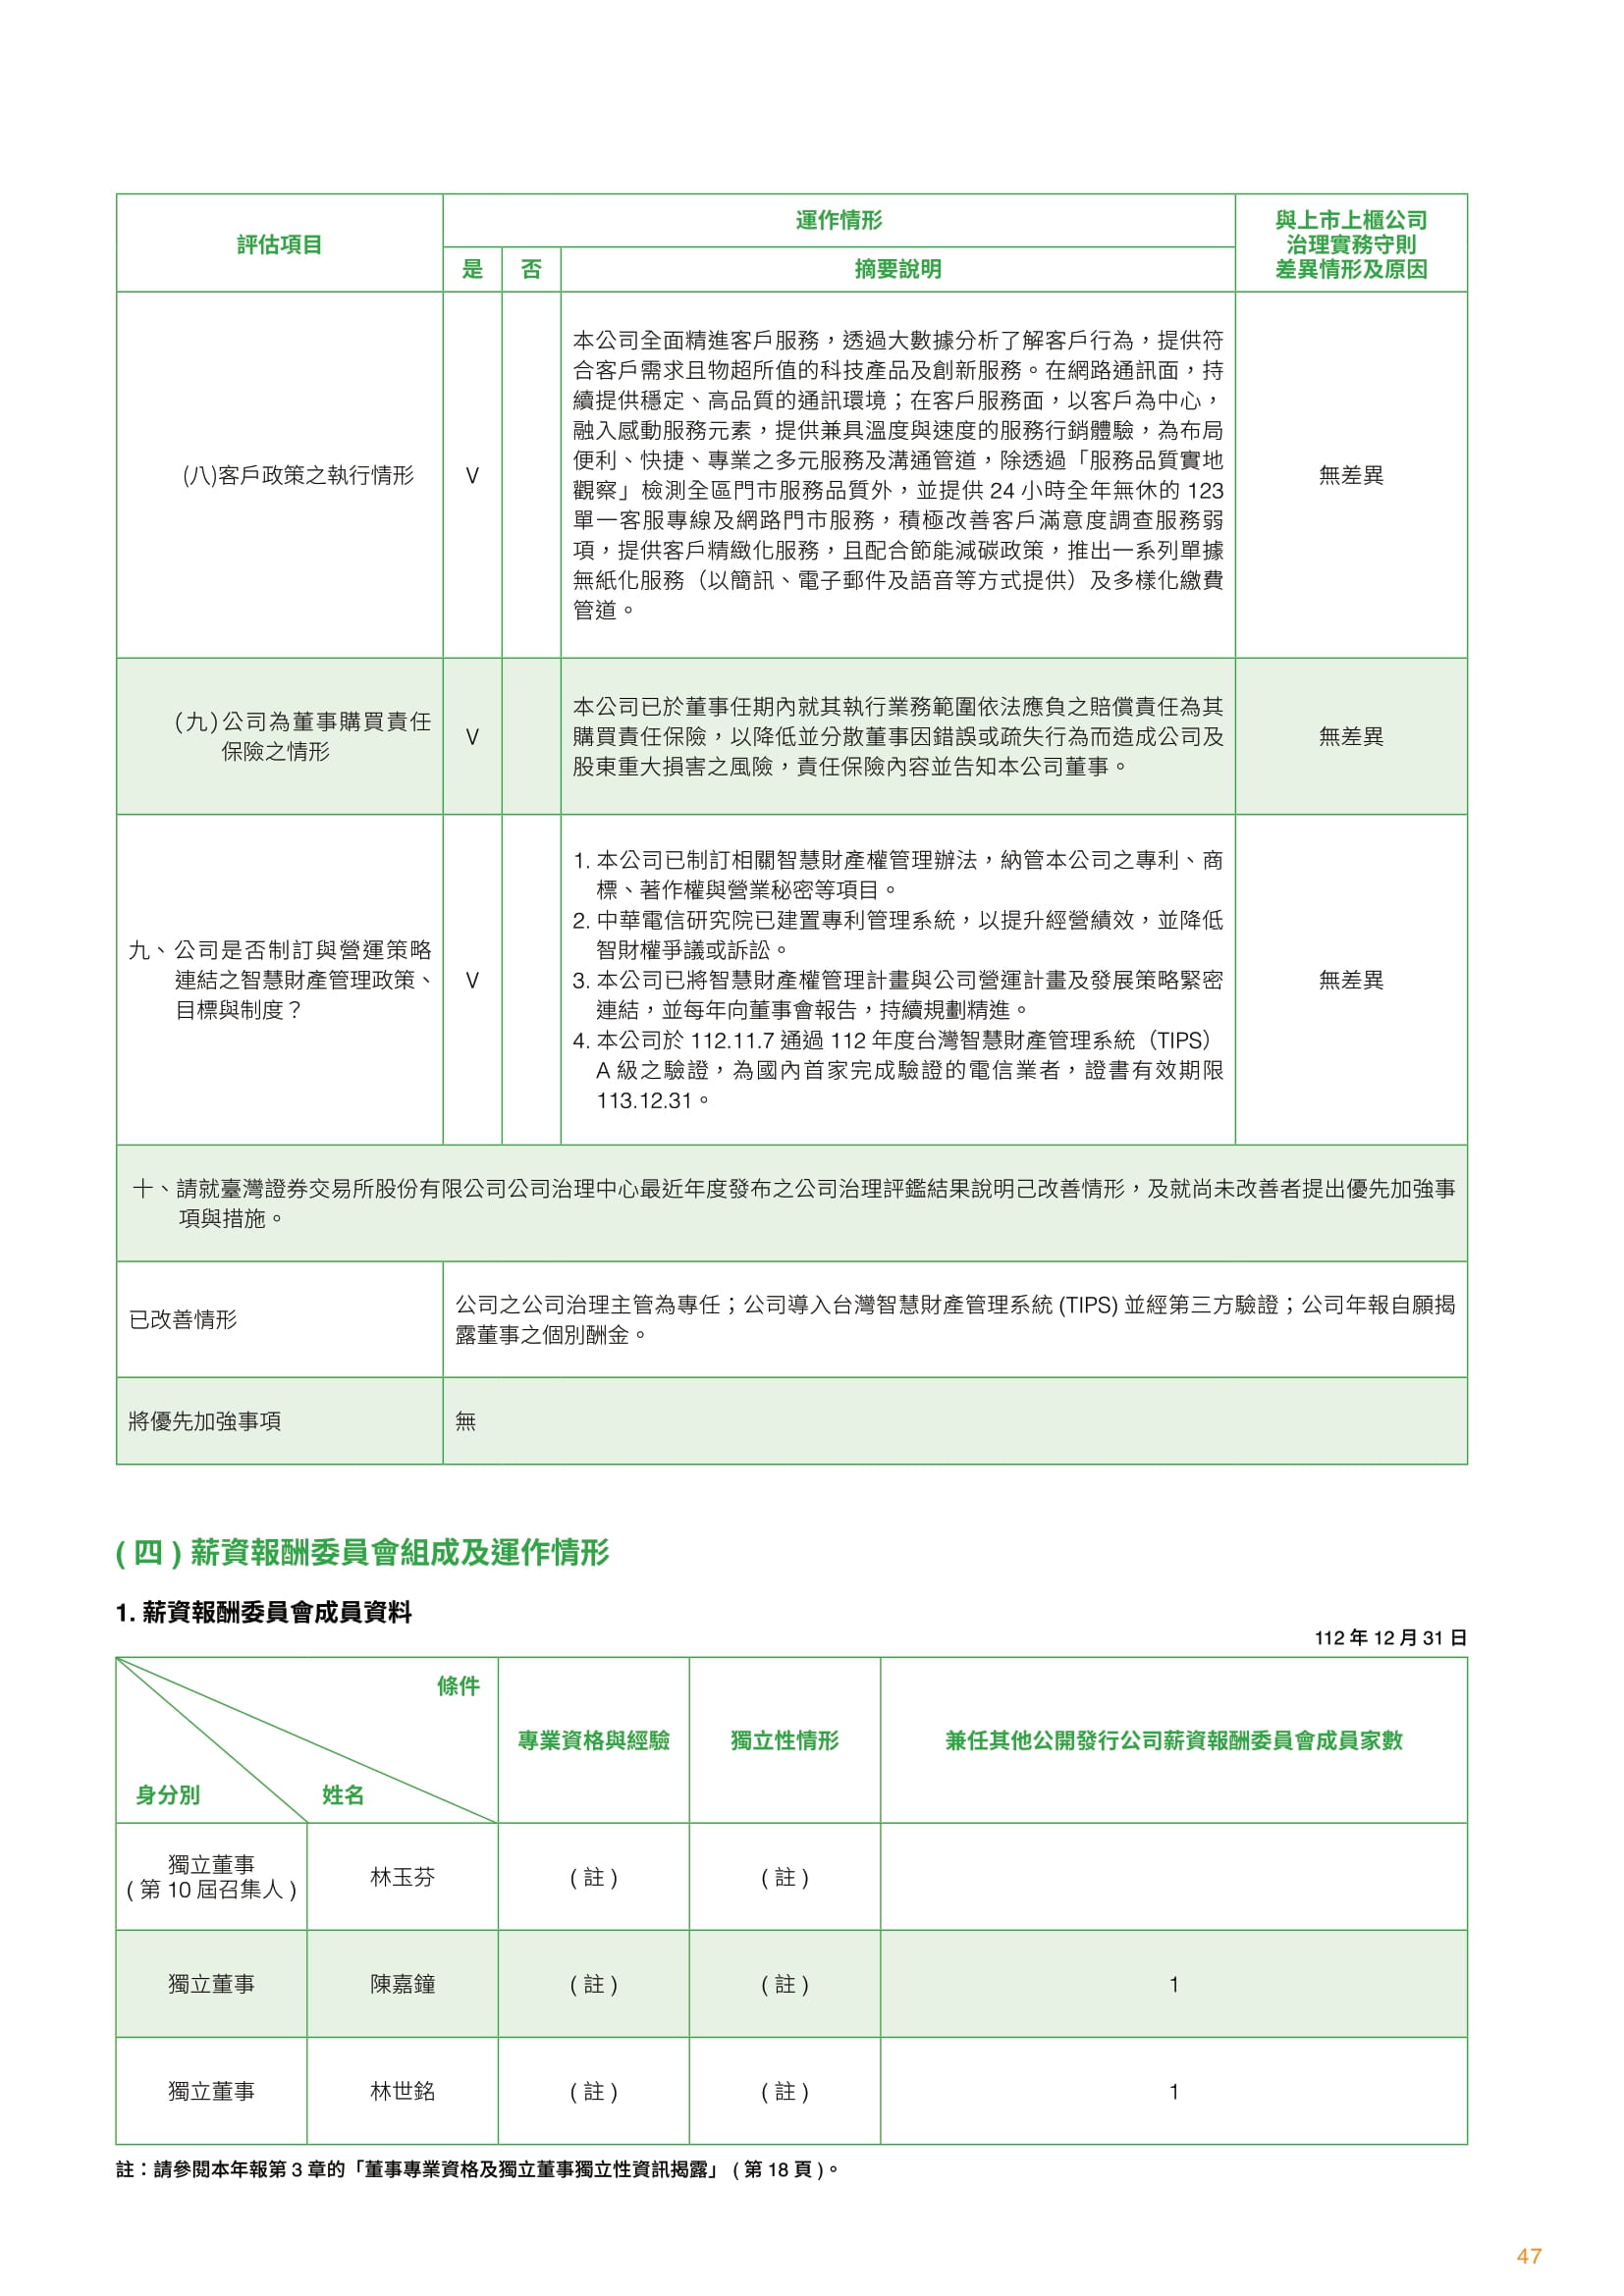 評估項目
運作情形
與上市上櫃公司
治理實務守則
差異情形及原因
是
否
摘要說明
(八)客戶政策之執行情形
V
本公司全面精進客戶服務，透過大數據分析了解客戶行為，提供符
合客戶需求且物超所值的科技產品及創新服務。在網路通訊面，持
續提供穩定、高品質的通訊環境；在客戶服務面，以客戶為中心，
融入感動服務元素，提供兼具溫度與速度的服務行銷體驗，為布局
便利、快捷、專業之多元服務及溝通管道，除透過「服務品質實地
觀察」檢測全區門市服務品質外，並提供 24 小時全年無休的 123
單一客服專線及網路門市服務，積極改善客戶滿意度調查服務弱
項，提供客戶精緻化服務，且配合節能減碳政策，推出一系列單據
無紙化服務（以簡訊、電子郵件及語音等方式提供）及多樣化繳費
管道。
無差異
(九)公司為董事購買責任
保險之情形
V
本公司已於董事任期內就其執行業務範圍依法應負之賠償責任為其
購買責任保險，以降低並分散董事因錯誤或疏失行為而造成公司及
股東重大損害之風險，責任保險內容並告知本公司董事。
無差異
九、公司是否制訂與營運策略
連結之智慧財產管理政策、
目標與制度？
V
1. 本公司已制訂相關智慧財產權管理辦法，納管本公司之專利、商
標、著作權與營業秘密等項目。
2. 中華電信研究院已建置專利管理系統，以提升經營績效，並降低
智財權爭議或訴訟。
3. 本公司已將智慧財產權管理計畫與公司營運計畫及發展策略緊密
連結，並每年向董事會報告，持續規劃精進。
4. 本公司於 112.11.7 通過 112 年度台灣智慧財產管理系統（TIPS）
A 級之驗證，為國內首家完成驗證的電信業者，證書有效期限
113.12.31。
無差異
十、請就臺灣證券交易所股份有限公司公司治理中心最近年度發布之公司治理評鑑結果說明已改善情形，及就尚未改善者提出優先加強事
項與措施。
已改善情形
公司之公司治理主管為專任；公司導入台灣智慧財產管理系統 (TIPS) 並經第三方驗證；公司年報自願揭
露董事之個別酬金。
將優先加強事項
無
( 四 ) 薪資報酬委員會組成及運作情形
1. 薪資報酬委員會成員資料
112 年 12 月 31 日
條件
身分別
姓名
專業資格與經驗
獨立性情形
兼任其他公開發行公司薪資報酬委員會成員家數
獨立董事
( 第 10 屆召集人 )
林玉芬
( 註 )
( 註 )
獨立董事
陳嘉鐘
( 註 )
( 註 )
1
獨立董事
林世銘
( 註 )
( 註 )
1
註：請參閱本年報第 3 章的「董事專業資格及獨立董事獨立性資訊揭露」 ( 第 18 頁 )。
47